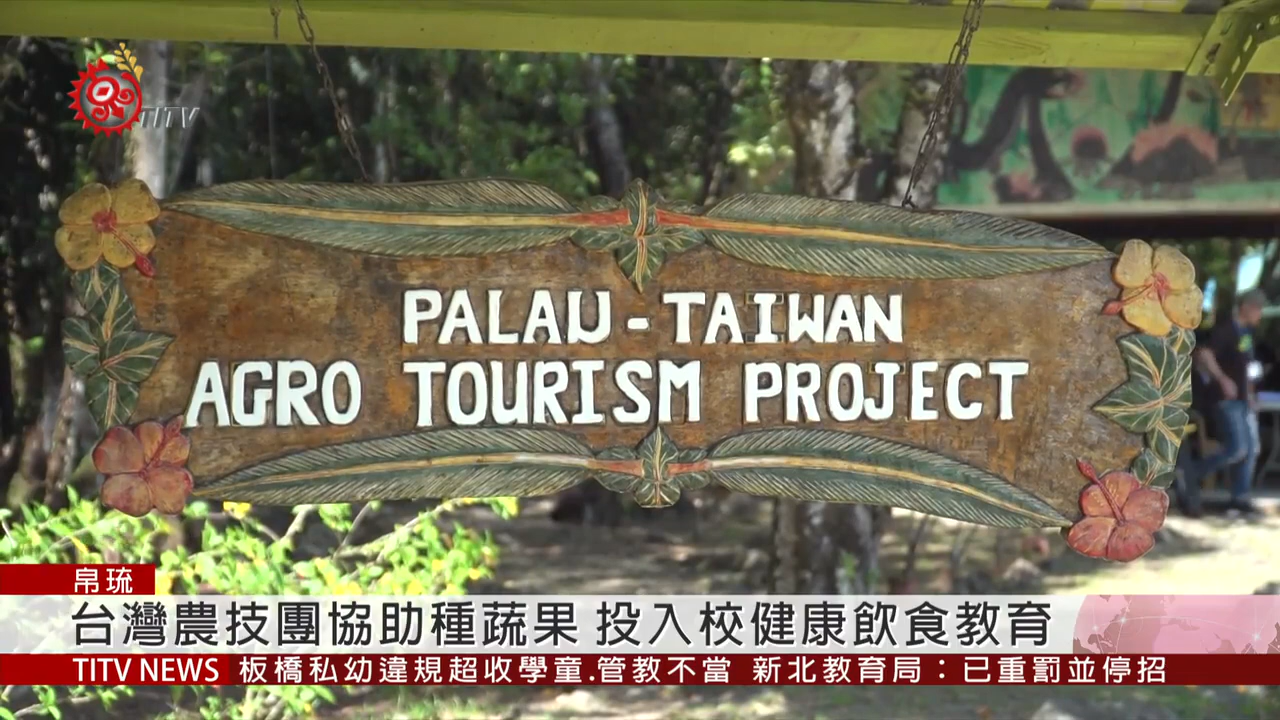 TITV
PALAU - TAIWAN
AGRO TOURISM PROJECT
帛琉
台灣農技團協助種蔬果 投入校健康飲食教育
TITV NEWS 板橋私幼違規超收學童.管教不當 新北教育局：已重罰並停招